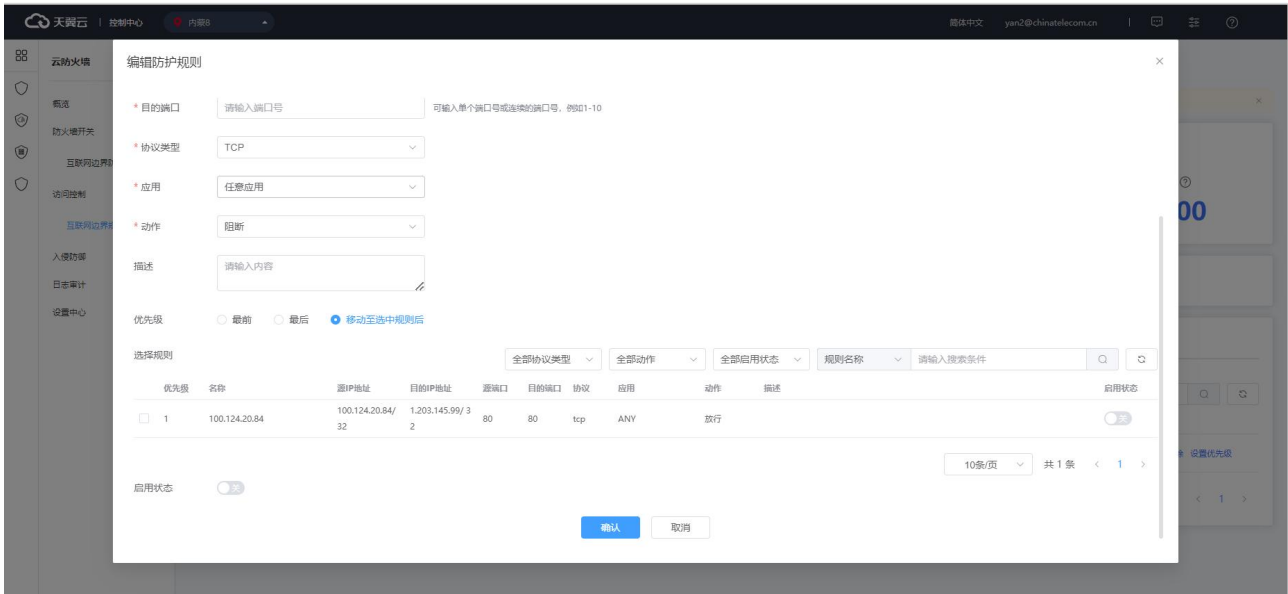 天翼云 | 控制中心 内蒙8 简体中文 yan2@chinatelecom.cn |
云防火墙
概览
防火墙开关
互联网边界防
访问控制
互联网边界规
入侵防御
日志审计
设置中心
编辑防护规则
* 目的端口 请输入端口号 可输入单个端口号或连续的端口号，例如1-10
* 协议类型 TCP
* 应用 任意应用
* 动作 阻断
描述 请输入内容
优先级 最前 最后 移动至选中规则后
选择规则 全部协议类型 全部动作 全部启用状态 规则名称 请输入搜索条件
优先级 名称 源IP地址 目的IP地址 源端口 目的端口 协议 应用 动作 描述 启用状态
1 100.124.20.84 100.124.20.84/32 1.203.145.99/32 80 80 tcp ANY 放行 关
10条/页 共 1 条 < 1 >
启用状态 关
确认 取消
00
设置优先级
< 1 >